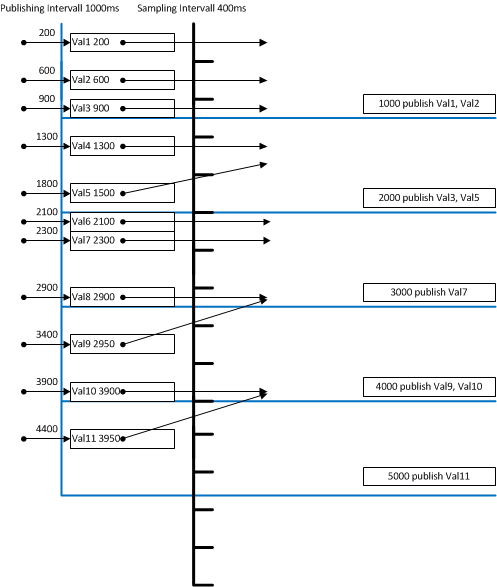 Publishing Intervall 1000ms Sampling Intervall 400ms
200
Val1 200
600
Val2 600
900
Val3 900
1000 publish Val1, Val2
1300
Val4 1300
1800
Val5 1500
2000 publish Val3, Val5
2100
Val6 2100
2300
Val7 2300
2900
Val8 2900
3000 publish Val7
3400
Val9 2950
3900
Val10 3900
4000 publish Val9, Val10
4400
Val11 3950
5000 publish Val11